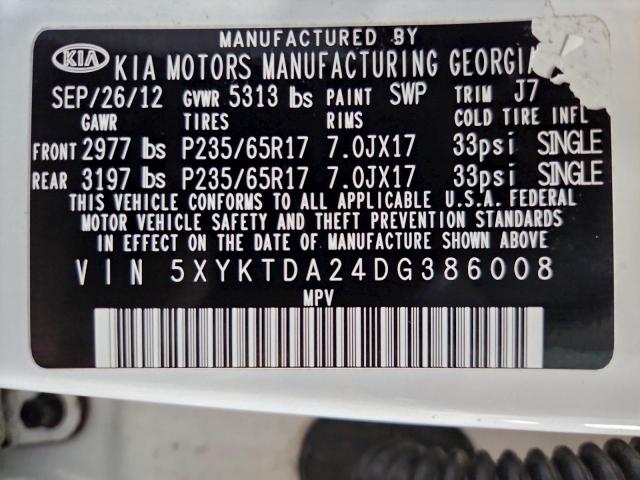 MANUFACTURED BY
KIA KIA MOTORS MANUFACTURING GEORGIA
SEP/26/12 GVWR 5313 lbs PAINT SWP TRIM J7
GAWR TIRES RIMS COLD TIRE INFL
FRONT 2977 lbs P235/65R17 7.0JX17 33psi SINGLE
REAR 3197 lbs P235/65R17 7.0JX17 33psi SINGLE
THIS VEHICLE CONFORMS TO ALL APPLICABLE U.S.A. FEDERAL
MOTOR VEHICLE SAFETY AND THEFT PREVENTION STANDARDS
IN EFFECT ON THE DATE OF MANUFACTURE SHOWN ABOVE
VIN 5XYKTDA24DG386008
MPV